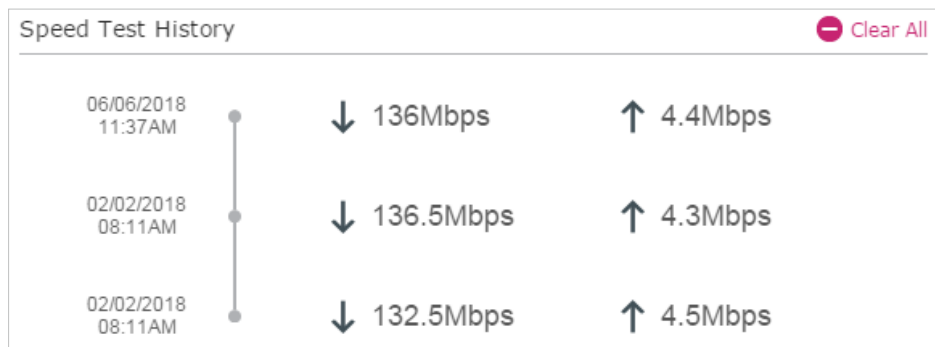 Speed Test History Clear All
06/06/2018
11:37AM
136Mbps
4.4Mbps
02/02/2018
08:11AM
136.5Mbps
4.3Mbps
02/02/2018
08:11AM
132.5Mbps
4.5Mbps